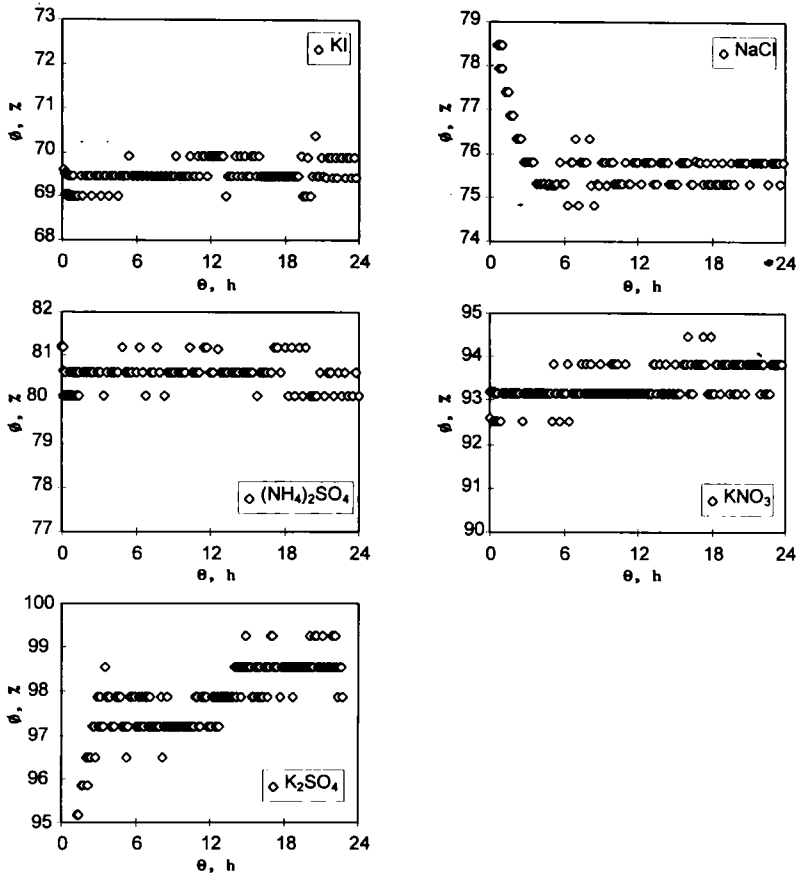 73
72
71
70
69
68
ø, %
0 6 12 18 24
θ, h
KI
79
78
77
76
75
74
ø, %
0 6 12 18 24
θ, h
NaCl
82
81
80
79
78
77
ø, %
0 6 12 18 24
θ, h
(NH₄)₂SO₄
95
94
93
92
91
90
ø, %
0 6 12 18 24
θ, h
KNO₃
100
99
98
97
96
95
ø, %
0 6 12 18 24
θ, h
K₂SO₄